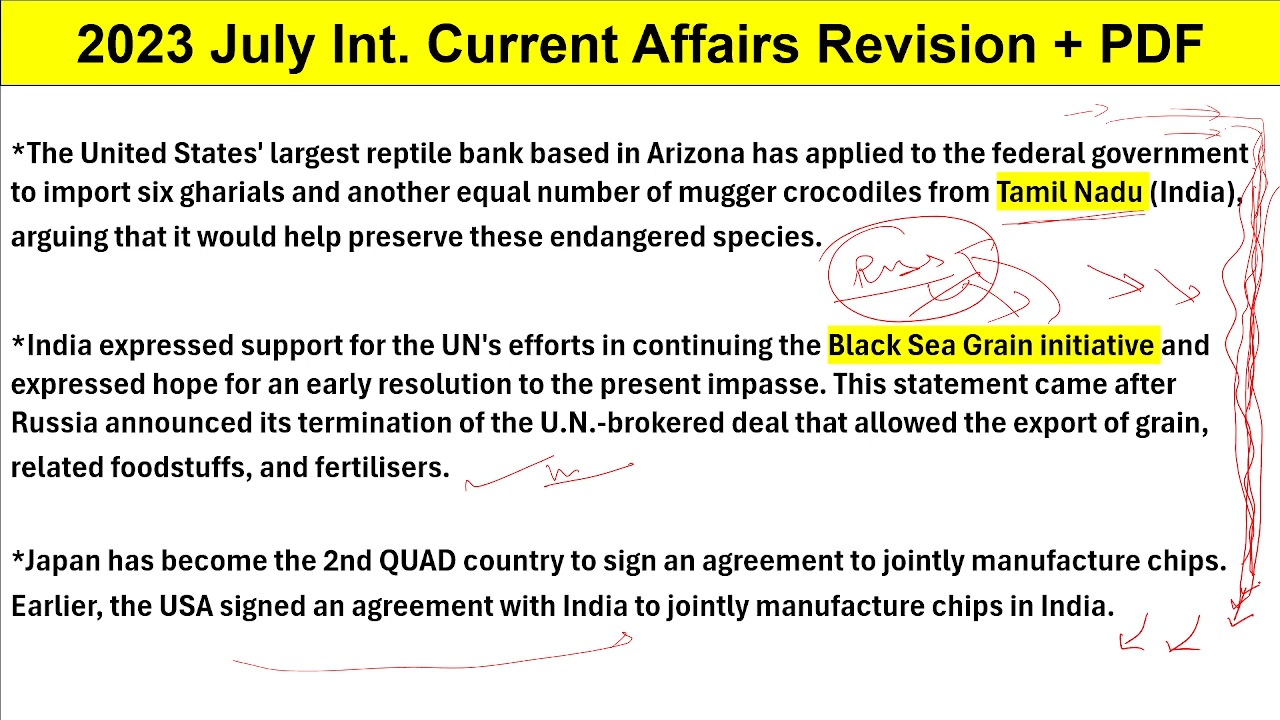 2023 July Int. Current Affairs Revision + PDF
*The United States' largest reptile bank based in Arizona has applied to the federal government
to import six gharials and another equal number of mugger crocodiles from Tamil Nadu (India),
arguing that it would help preserve these endangered species.
*India expressed support for the UN's efforts in continuing the Black Sea Grain initiative and
expressed hope for an early resolution to the present impasse. This statement came after
Russia announced its termination of the U.N.-brokered deal that allowed the export of grain,
related foodstuffs, and fertilisers.
*Japan has become the 2nd QUAD country to sign an agreement to jointly manufacture chips.
Earlier, the USA signed an agreement with India to jointly manufacture chips in India.